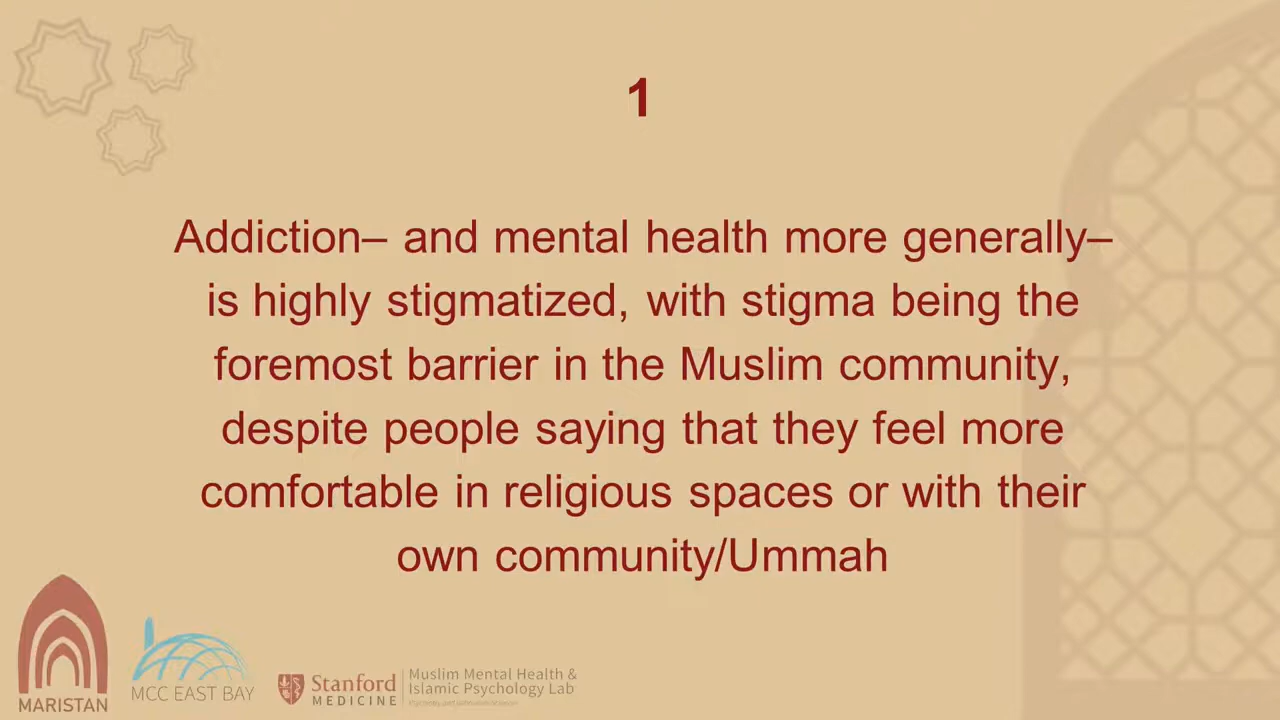 1
Addiction– and mental health more generally–
is highly stigmatized, with stigma being the
foremost barrier in the Muslim community,
despite people saying that they feel more
comfortable in religious spaces or with their
own community/Ummah
MARISTAN
MCC EAST BAY
Stanford
MEDICINE
Muslim Mental Health &
Islamic Psychology Lab